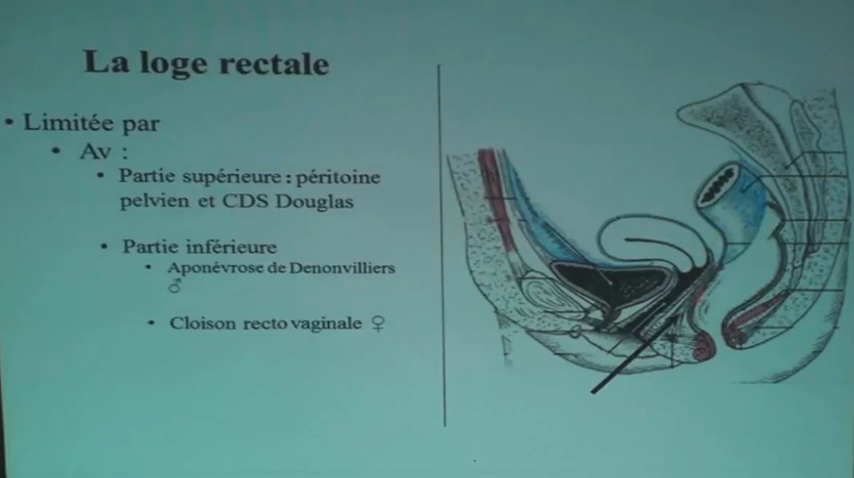 La loge rectale
• Limitée par
• Av :
• Partie supérieure : péritoine
pelvien et CDS Douglas
• Partie inférieure
• Aponévrose de Denonvilliers
♂
• Cloison recto vaginale ♀